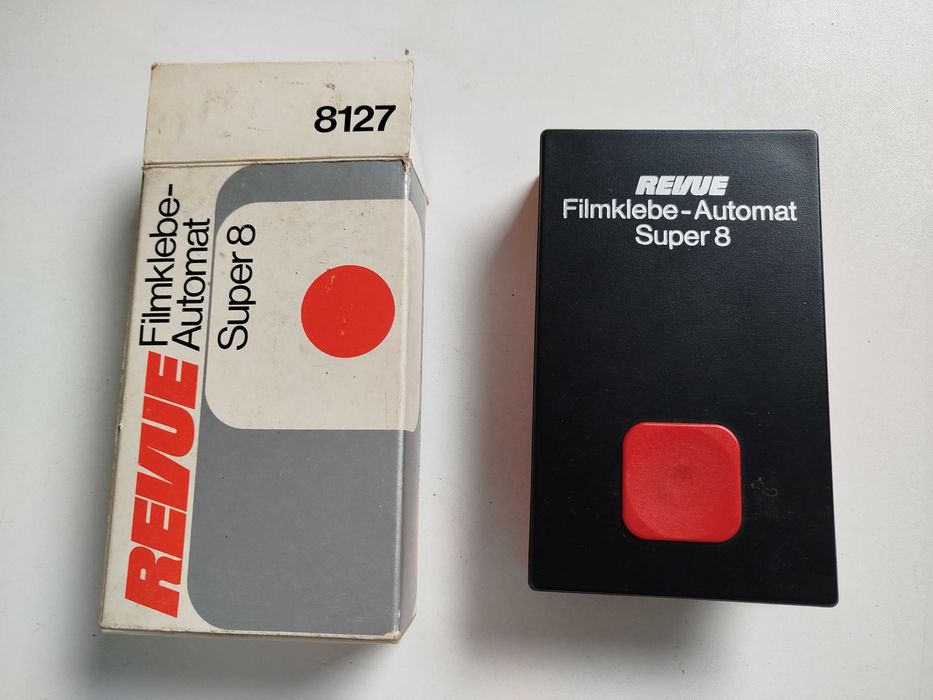 8127
REVUE Filmklebe-
Automat
Super 8
REVUE
Filmklebe-Automat
Super 8